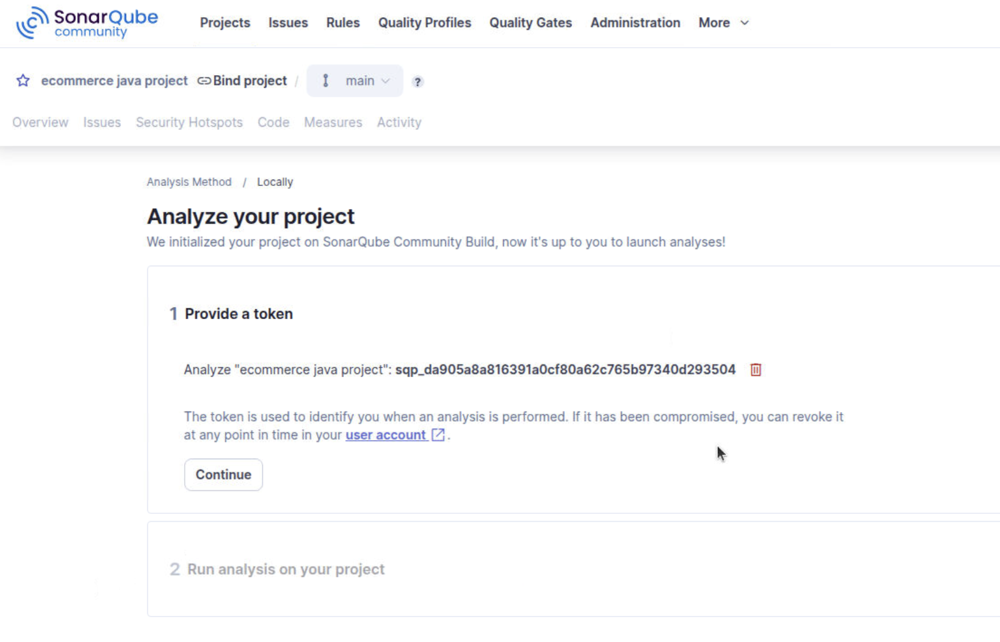 SonarQube
community
Projects Issues Rules Quality Profiles Quality Gates Administration More
ecommerce java project Bind project / main ?
Overview Issues Security Hotspots Code Measures Activity
Analysis Method / Locally
Analyze your project
We initialized your project on SonarQube Community Build, now it's up to you to launch analyses!
1 Provide a token
Analyze "ecommerce java project": sqp_da905a8a816391a0cf80a62c765b97340d293504
The token is used to identify you when an analysis is performed. If it has been compromised, you can revoke it
at any point in time in your user account .
Continue
2 Run analysis on your project